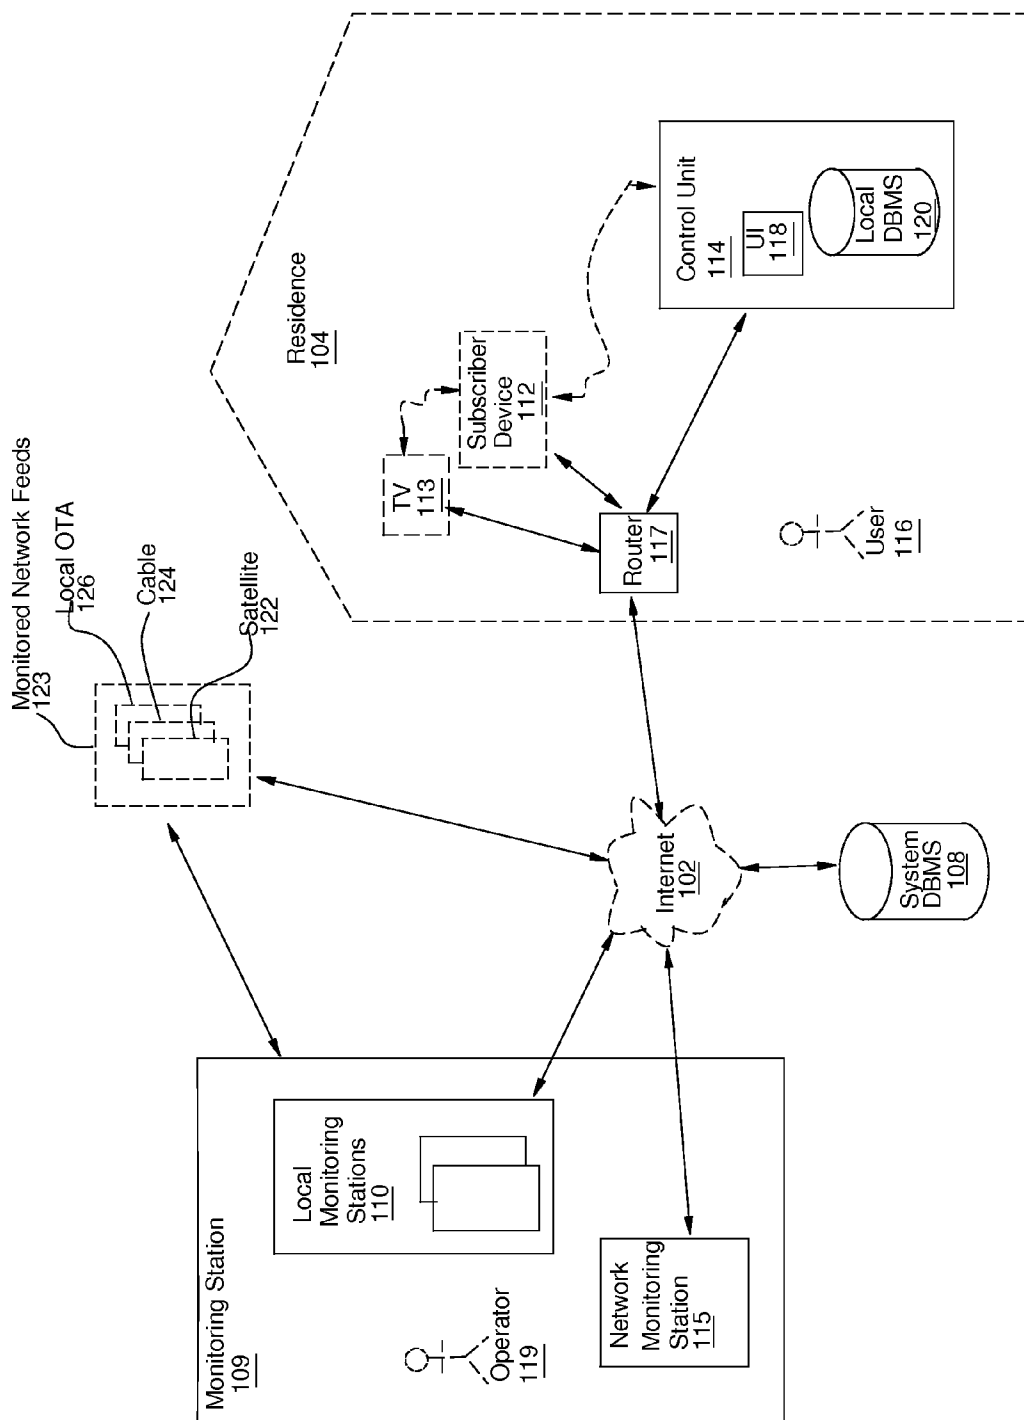 Monitoring Station
109
Local
Monitoring
Stations
110
Operator
119
Network
Monitoring
Station
115
Monitored Network Feeds
123
Local OTA
126
Cable
124
Satellite
122
Internet
102
System
DBMS
108
Residence
104
TV
113
Subscriber
Device
112
Router
117
User
116
Control Unit
114
UI
118
Local
DBMS
120